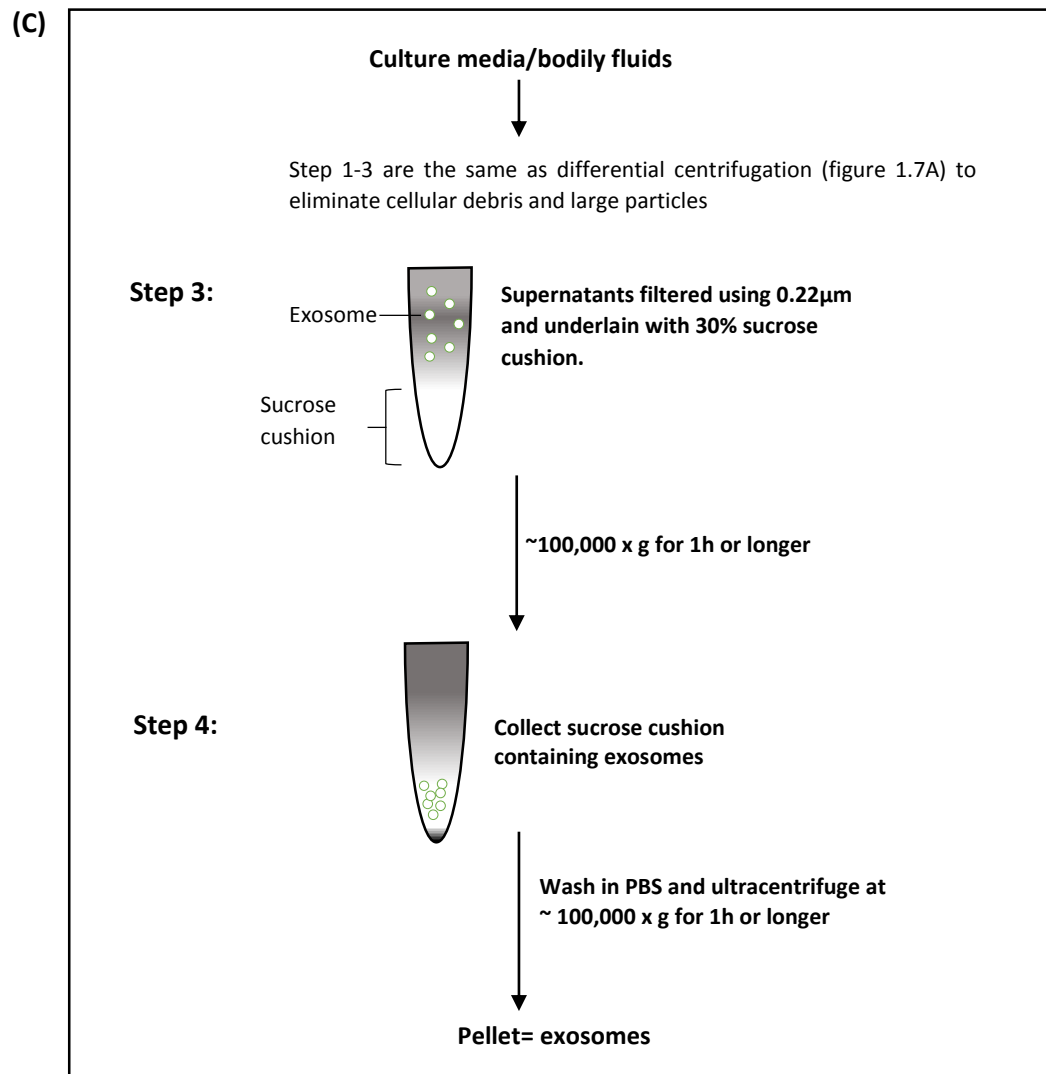 (C)
Culture media/bodily fluids
Step 1-3 are the same as differential centrifugation (figure 1.7A) to
eliminate cellular debris and large particles
Step 3:
Exosome
Supernatants filtered using 0.22µm
and underlain with 30% sucrose
cushion.
Sucrose
cushion
~100,000 x g for 1h or longer
Step 4:
Collect sucrose cushion
containing exosomes
Wash in PBS and ultracentrifuge at
~ 100,000 x g for 1h or longer
Pellet= exosomes